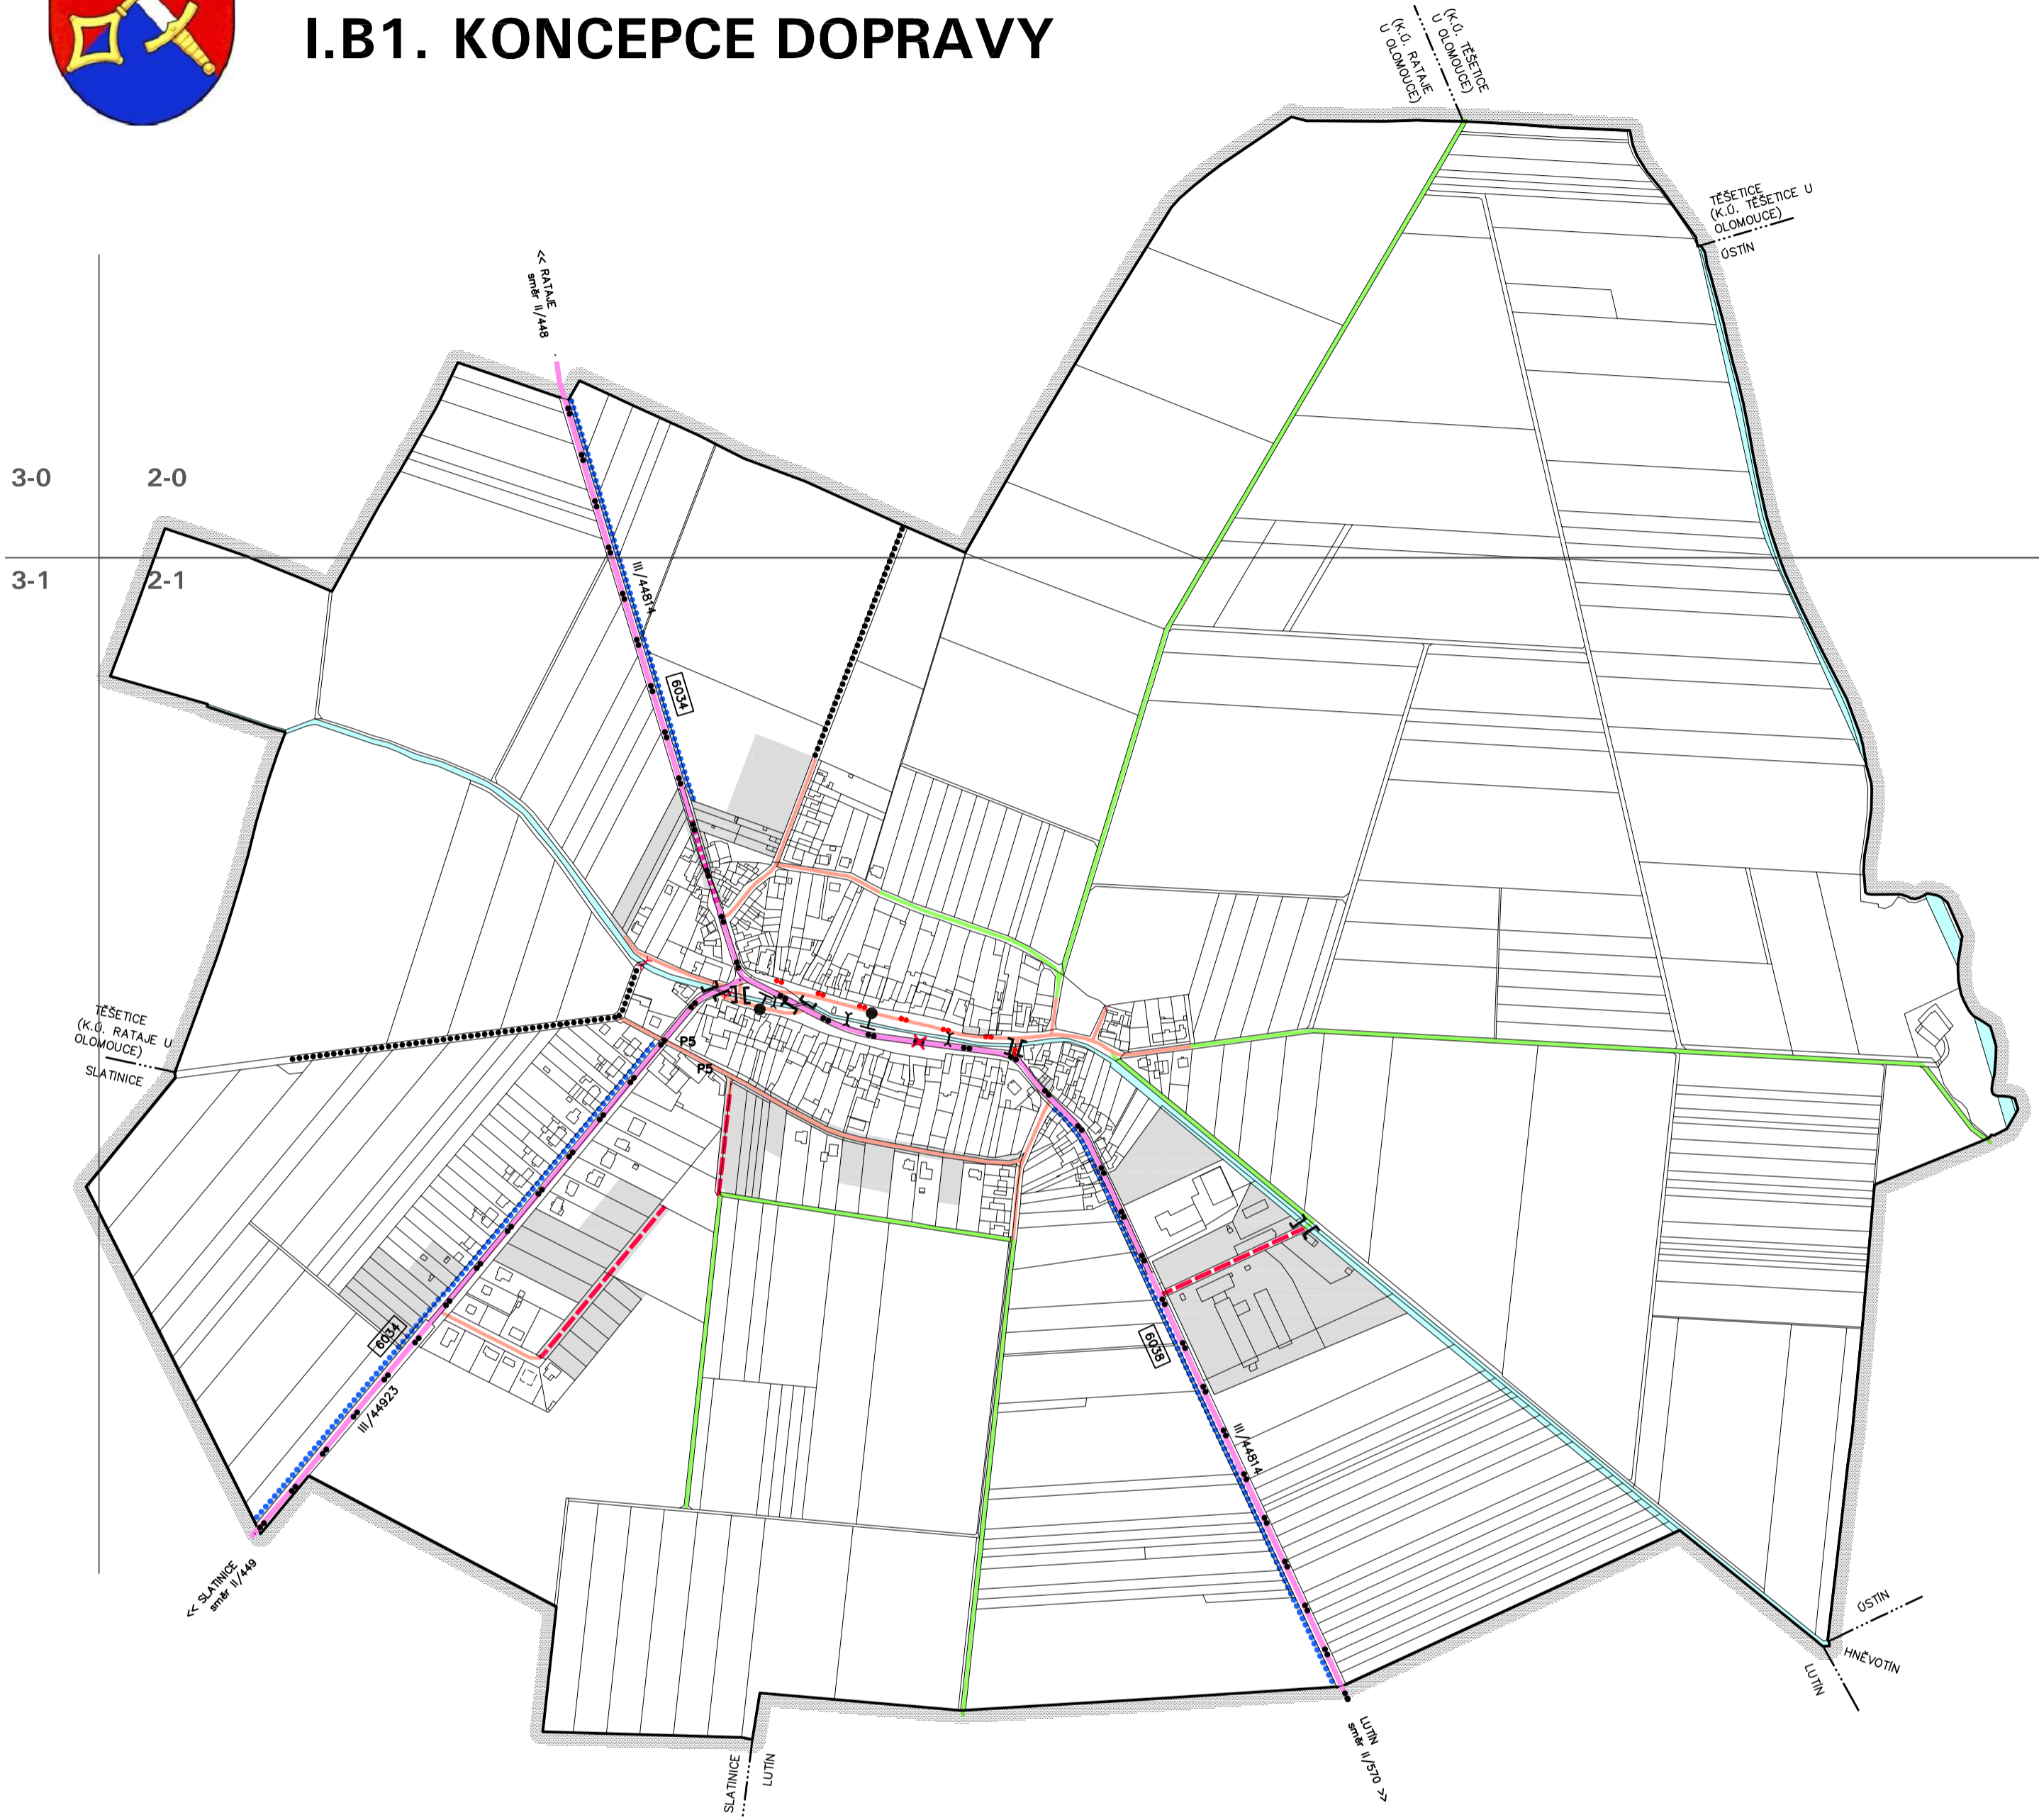 I.B1. KONCEPCE DOPRAVY
(K.Ú. RATAJE
U OLOMOUCE)
(K.Ú. TĚŠETICE
U OLOMOUCE)
TĚŠETICE
(K.Ú. TĚŠETICE U
OLOMOUCE)
ÚSTÍN
<< RATAJE
směr II/448
3-0
2-0
3-1
2-1
III/44814
6034
TĚŠETICE
(K.Ú. RATAJE U
OLOMOUCE)
SLATINICE
P5
P5
6034
III/44923
6038
III/44814
<< SLATINICE
směr II/449
ÚSTÍN
HNĚVOTÍN
LUTÍN
LUTÍN
směr II/570 >>
SLATINICE
LUTÍN